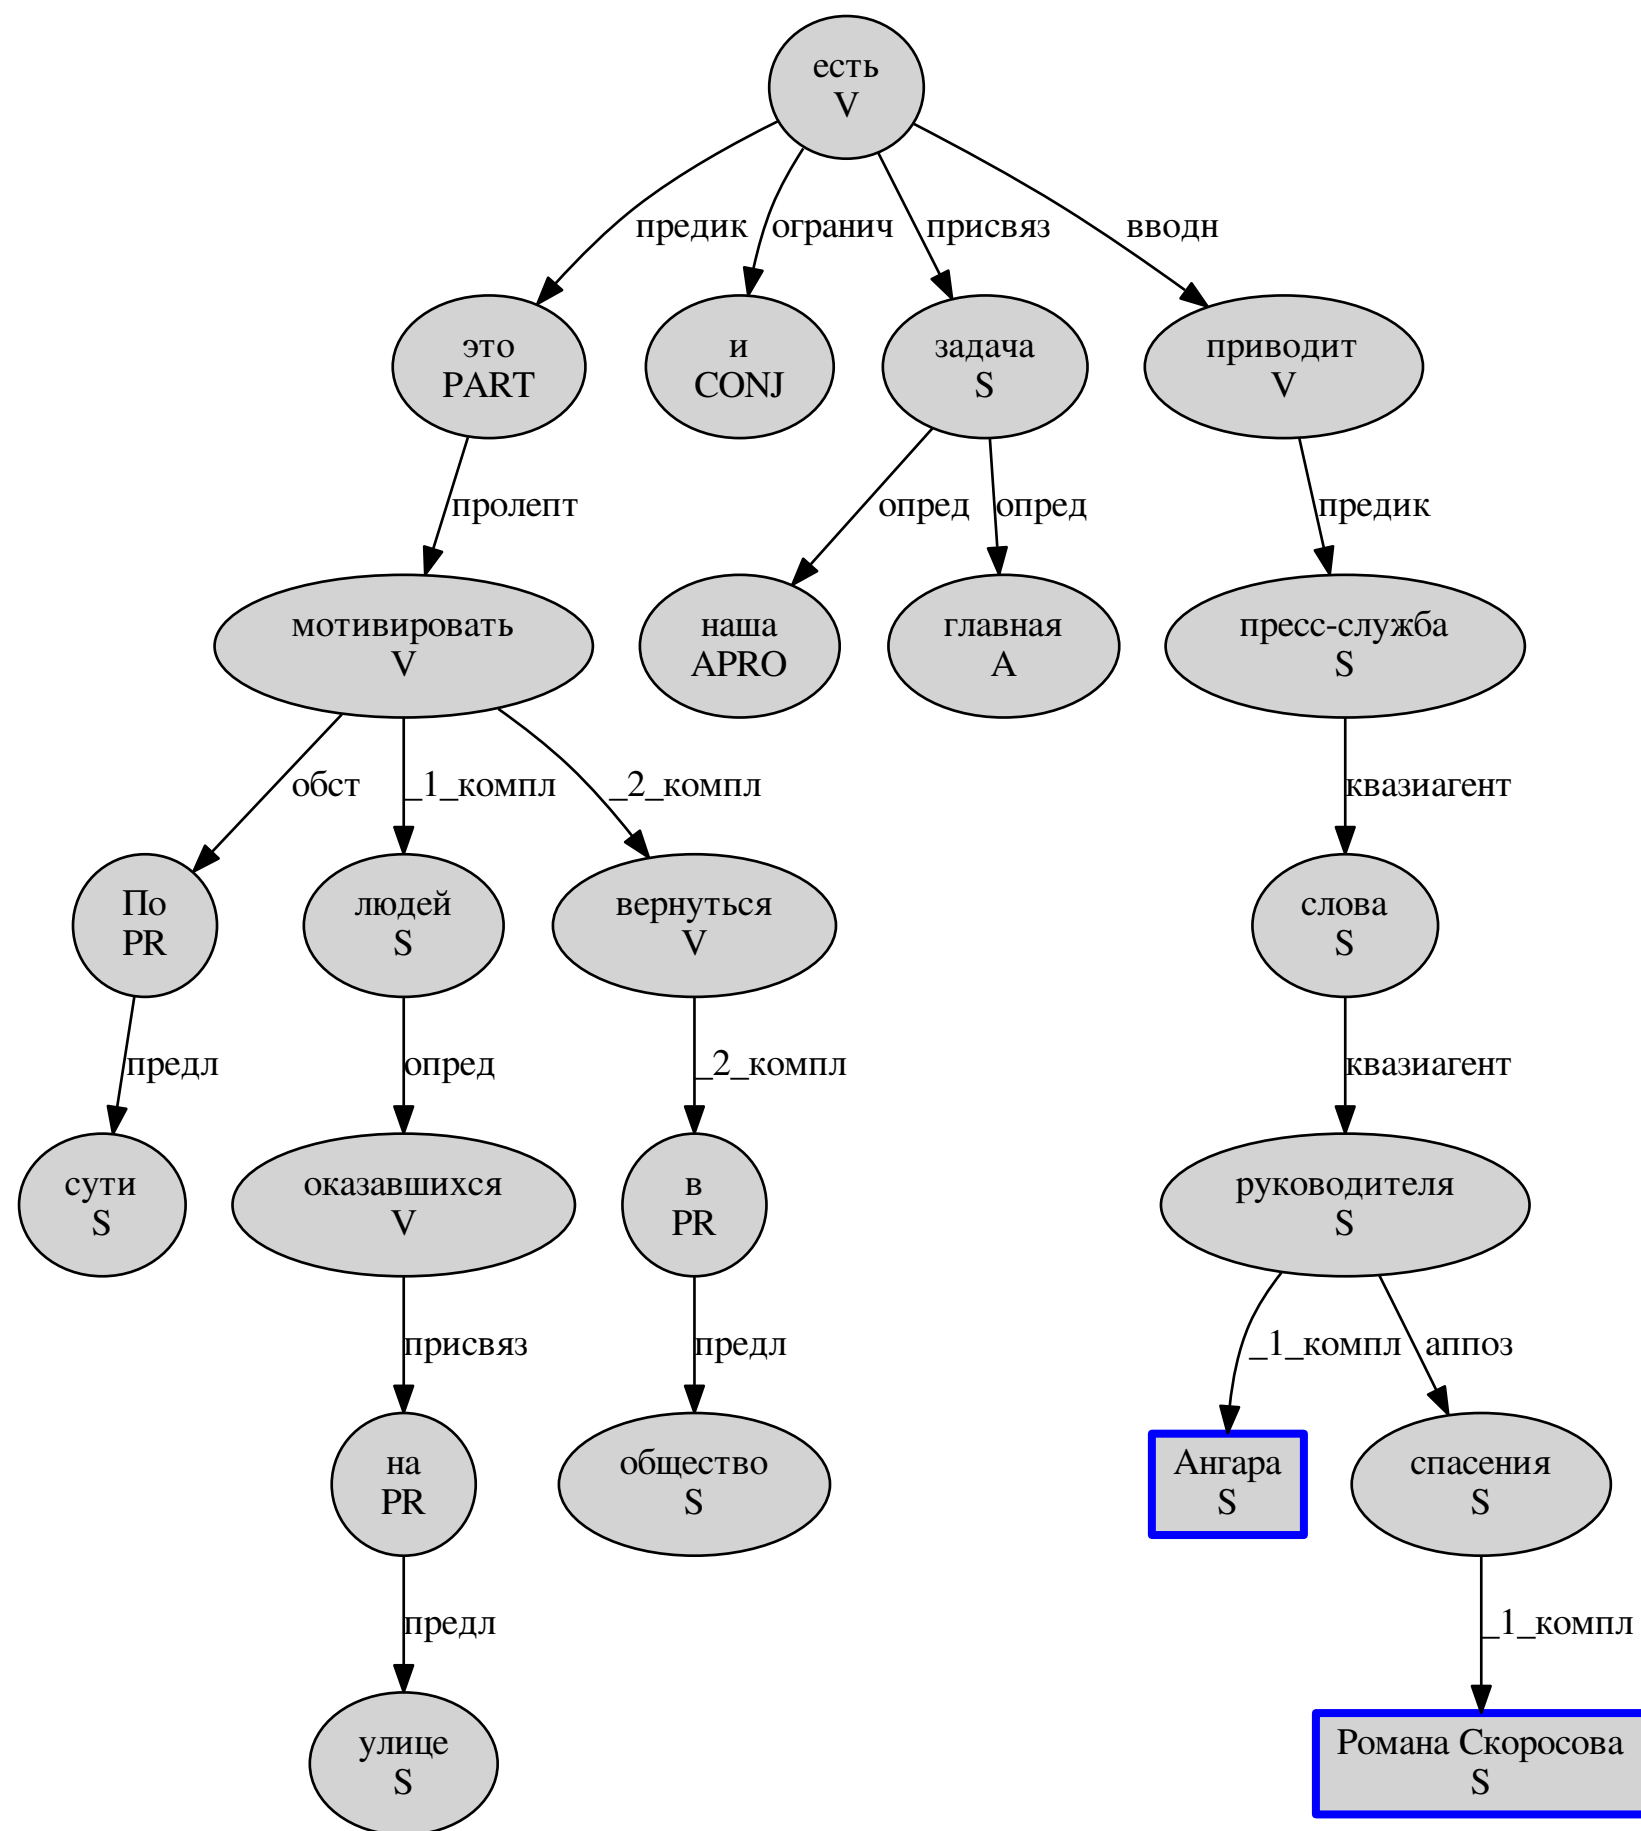 есть
V
предик
огранич
присвяз
вводн
это
PART
и
CONJ
задача
S
приводит
V
пролепт
опред
опред
предик
мотивировать
V
наша
APRO
главная
A
пресс-служба
S
обст
_1_компл
_2_компл
квазиагент
По
PR
людей
S
вернуться
V
слова
S
предл
опред
_2_компл
квазиагент
сути
S
оказавшихся
V
в
PR
руководителя
S
присвяз
предл
_1_компл
аппоз
на
PR
общество
S
Ангара
S
спасения
S
предл
_1_компл
улице
S
Романа Скоросова
S